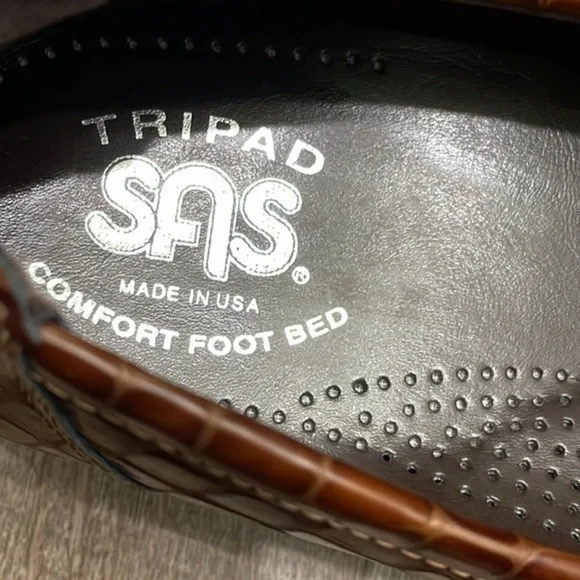 TRIPAD
SAS®
MADE IN USA
COMFORT FOOT BED